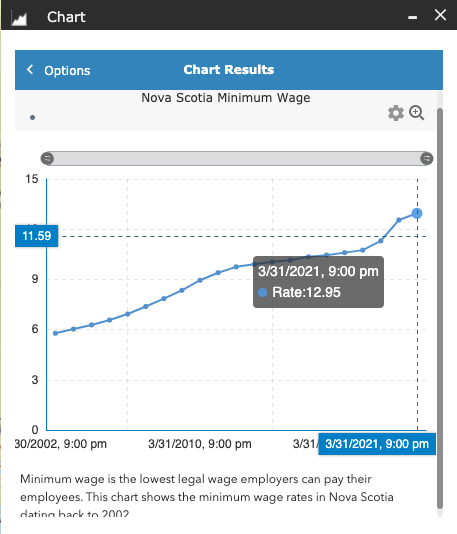 Chart
Options
Chart Results
Nova Scotia Minimum Wage
15
11.59
9
6
3
0
3/31/2021, 9:00 pm
Rate:12.95
30/2002, 9:00 pm
3/31/2010, 9:00 pm
3/31/
3/31/2021, 9:00 pm
Minimum wage is the lowest legal wage employers can pay their
employees. This chart shows the minimum wage rates in Nova Scotia
dating back to 2002